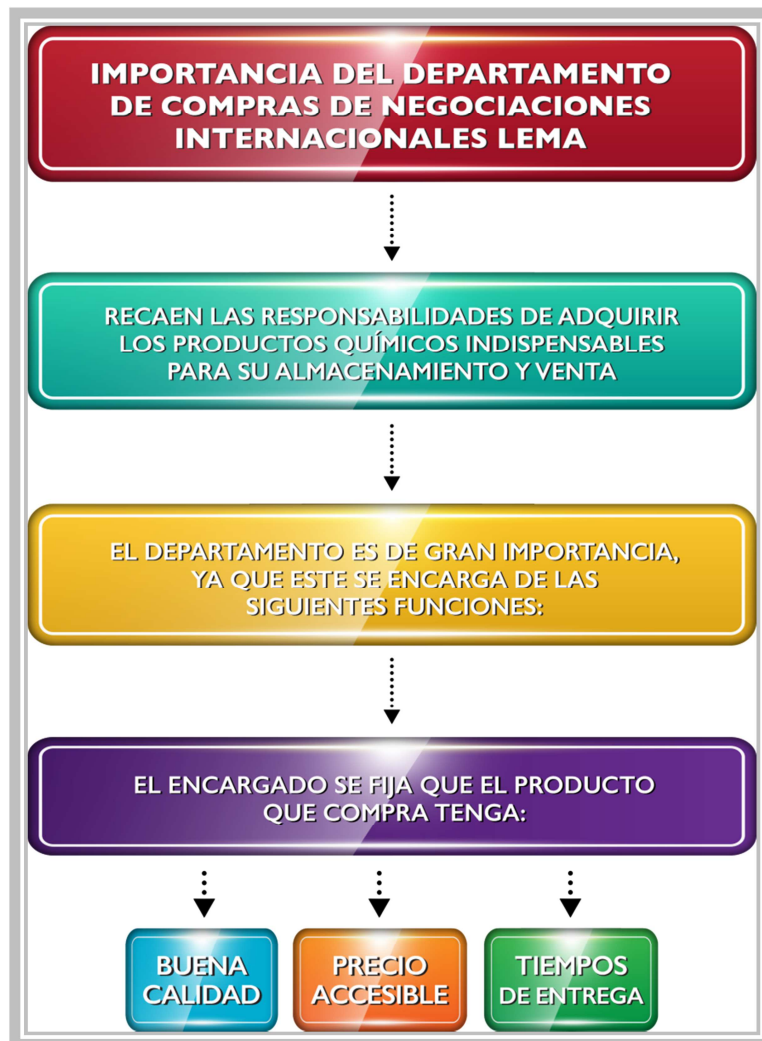 IMPORTANCIA DEL DEPARTAMENTO
DE COMPRAS DE NEGOCIACIONES
INTERNACIONALES LEMA
RECAEN LAS RESPONSABILIDADES DE ADQUIRIR
LOS PRODUCTOS QUÍMICOS INDISPENSABLES
PARA SU ALMACENAMIENTO Y VENTA
EL DEPARTAMENTO ES DE GRAN IMPORTANCIA,
YA QUE ESTE SE ENCARGA DE LAS
SIGUIENTES FUNCIONES:
EL ENCARGADO SE FIJA QUE EL PRODUCTO
QUE COMPRA TENGA:
BUENA
CALIDAD
PRECIO
ACCESIBLE
TIEMPOS
DE ENTREGA